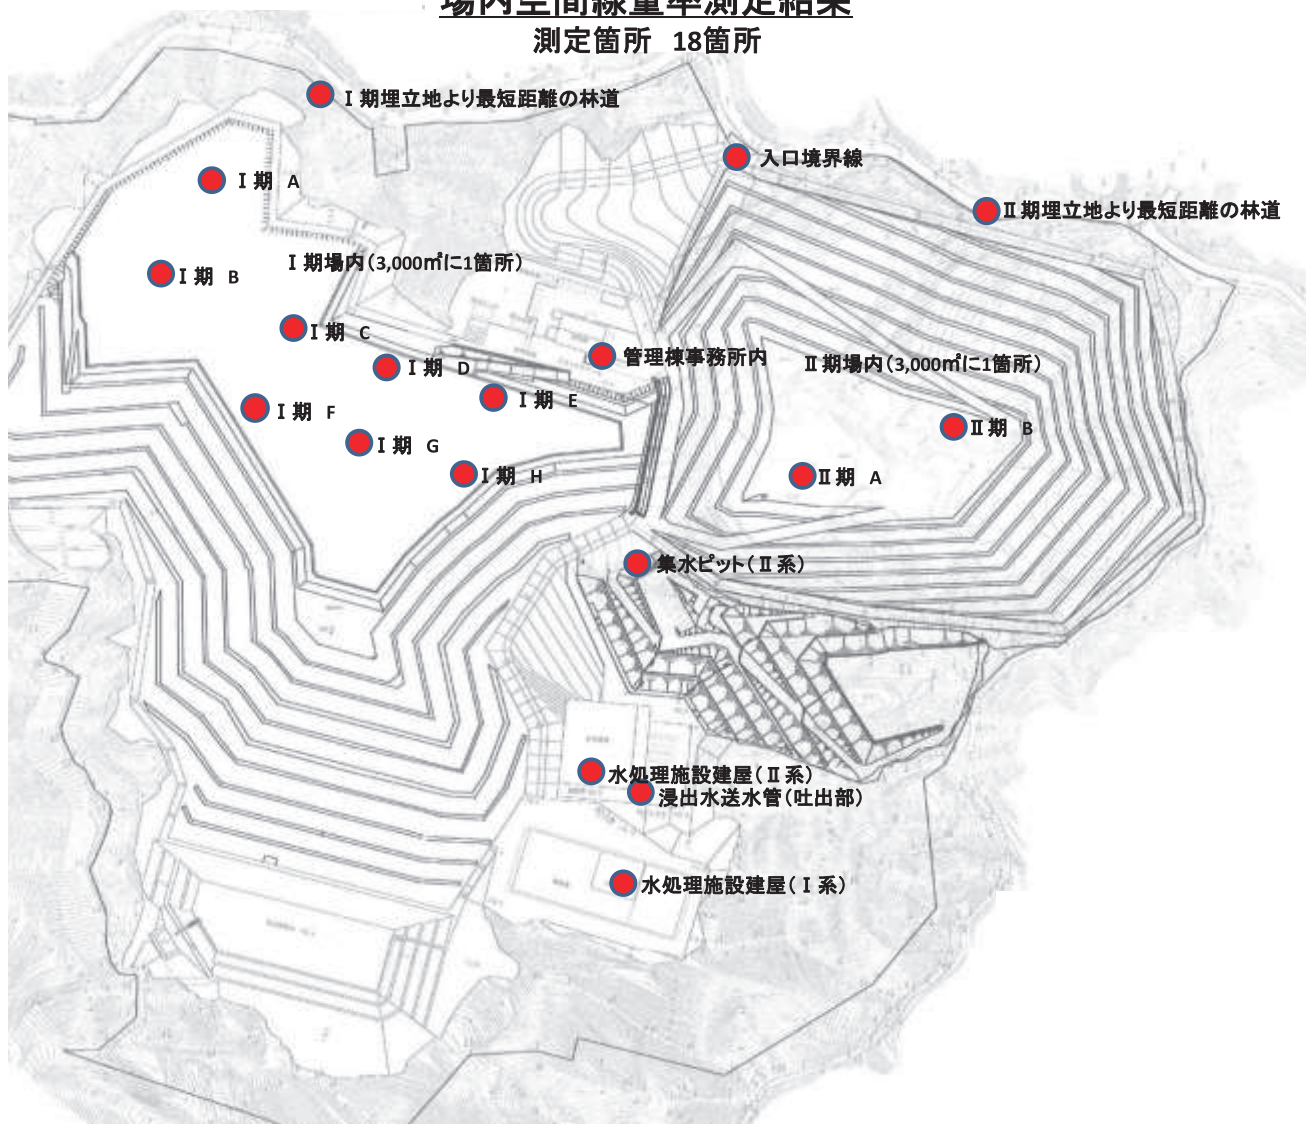 場内空間線量率測定結果
測定箇所 18箇所
Ⅰ期埋立地より最短距離の林道
入口境界線
Ⅰ期 A
Ⅱ期埋立地より最短距離の林道
Ⅰ期場内(3,000㎡に1箇所)
Ⅰ期 B
Ⅰ期 C
管理棟事務所内
Ⅱ期場内(3,000㎡に1箇所)
Ⅰ期 D
Ⅰ期 E
Ⅰ期 F
Ⅱ期 B
Ⅰ期 G
Ⅰ期 H
Ⅱ期 A
集水ピット(Ⅱ系)
水処理施設建屋(Ⅱ系)
浸出水送水管(吐出部)
水処理施設建屋(Ⅰ系)